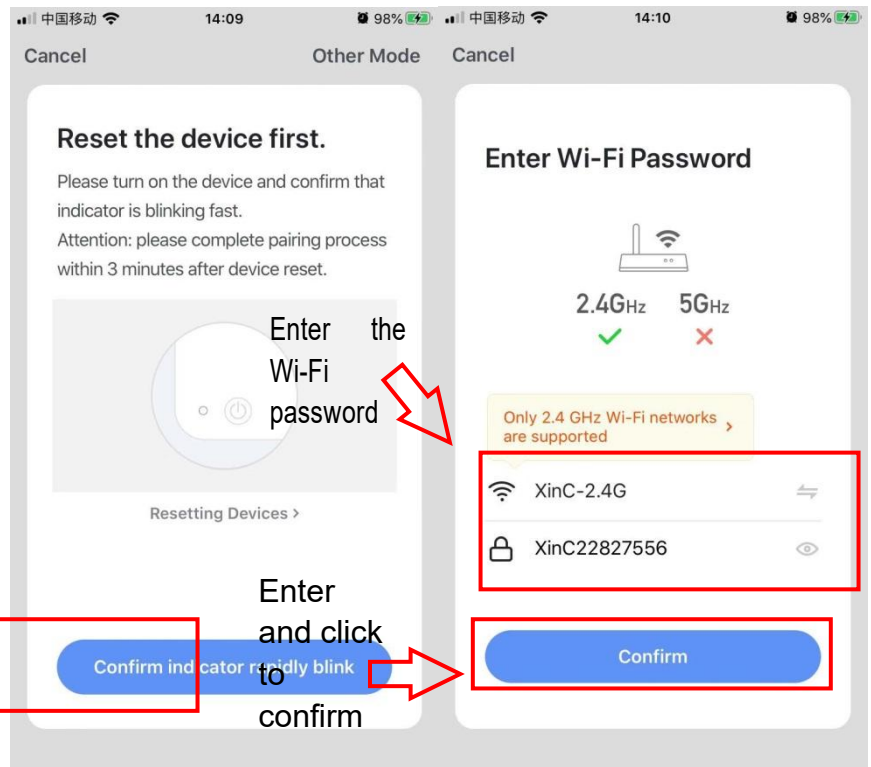 中国移动 14:09 98%
Cancel Other Mode
Reset the device first.
Please turn on the device and confirm that
indicator is blinking fast.
Attention: please complete pairing process
within 3 minutes after device reset.
Enter the
Wi-Fi
password
Resetting Devices >
Enter
and click
to
confirm
Confirm indicator rapidly blink
中国移动 14:10 98%
Cancel
Enter Wi-Fi Password
2.4GHz 5GHz
Only 2.4 GHz Wi-Fi networks >
are supported
XinC-2.4G
XinC22827556
Confirm